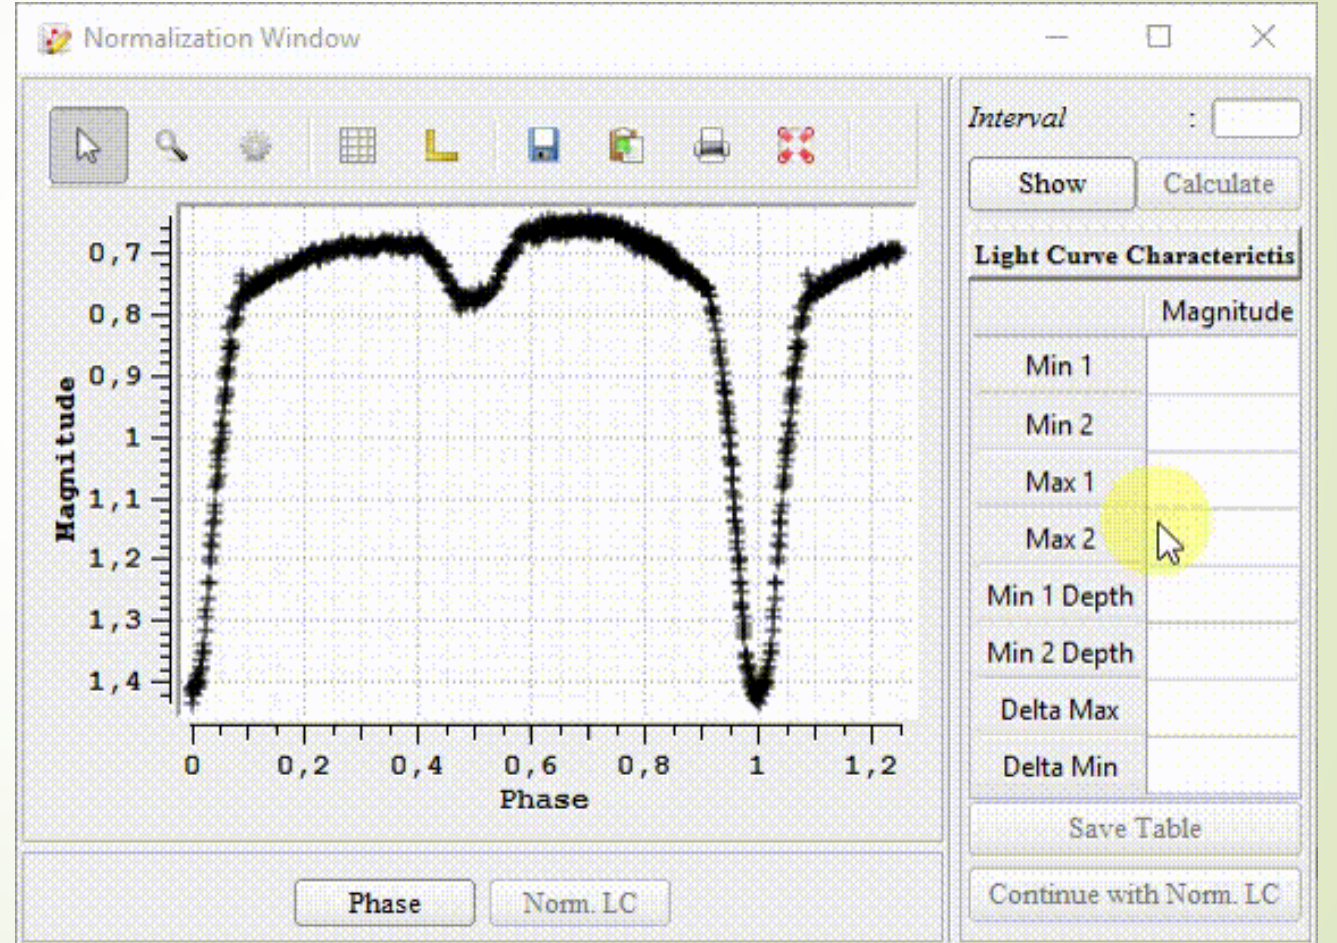 Normalization Window
Interval :
Show Calculate
Light Curve Characterictis
Magnitude
Min 1
Min 2
Max 1
Max 2
Min 1 Depth
Min 2 Depth
Delta Max
Delta Min
Save Table
Continue with Norm. LC
Magnitude
0,7
0,8
0,9
1
1,1
1,2
1,3
1,4
0 0,2 0,4 0,6 0,8 1 1,2
Phase
Phase Norm. LC